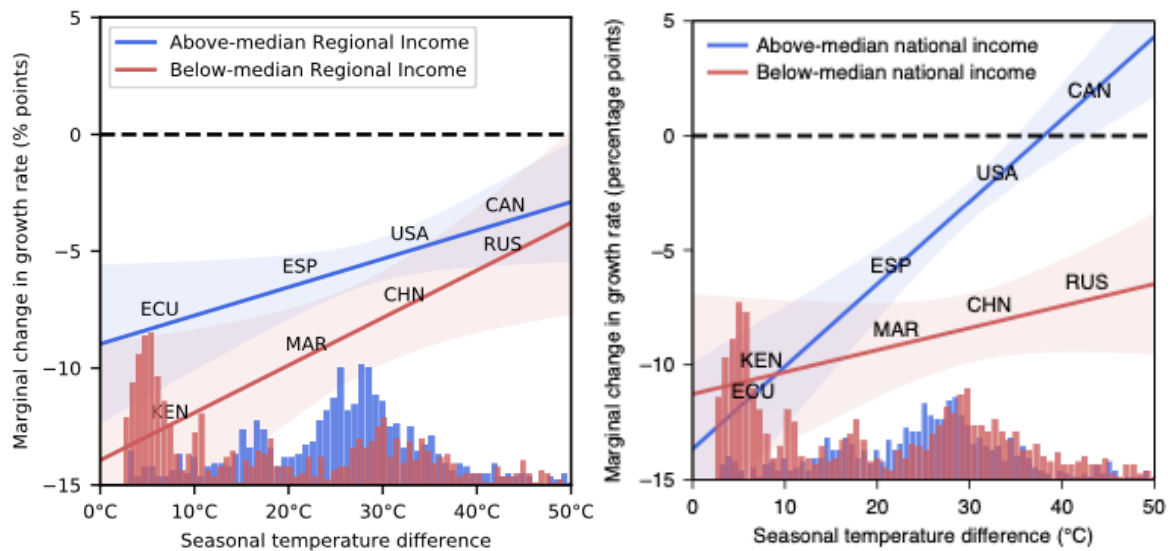 5
0
−5
−10
−15
Marginal change in growth rate (% points)
Above-median Regional Income
Below-median Regional Income
ECU
ESP
USA
CAN
RUS
CHN
MAR
KEN
0°C 10°C 20°C 30°C 40°C 50°C
Seasonal temperature difference
5
0
−5
−10
−15
Marginal change in growth rate (percentage points)
Above-median national income
Below-median national income
CAN
USA
ESP
RUS
CHN
MAR
KEN
ECU
0 10 20 30 40 50
Seasonal temperature difference (°C)